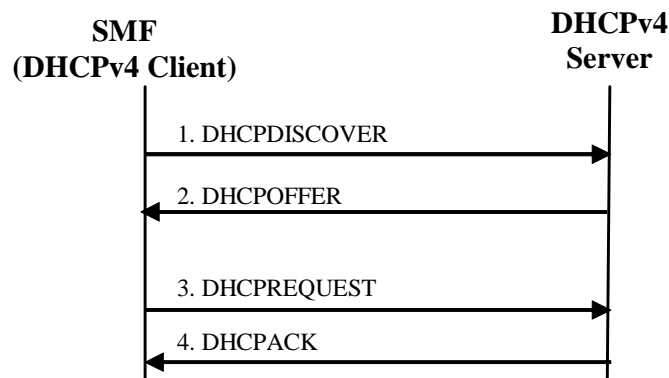 SMF
(DHCPv4 Client)
DHCPv4
Server
1. DHCPDISCOVER
2. DHCPOFFER
3. DHCPREQUEST
4. DHCPACK